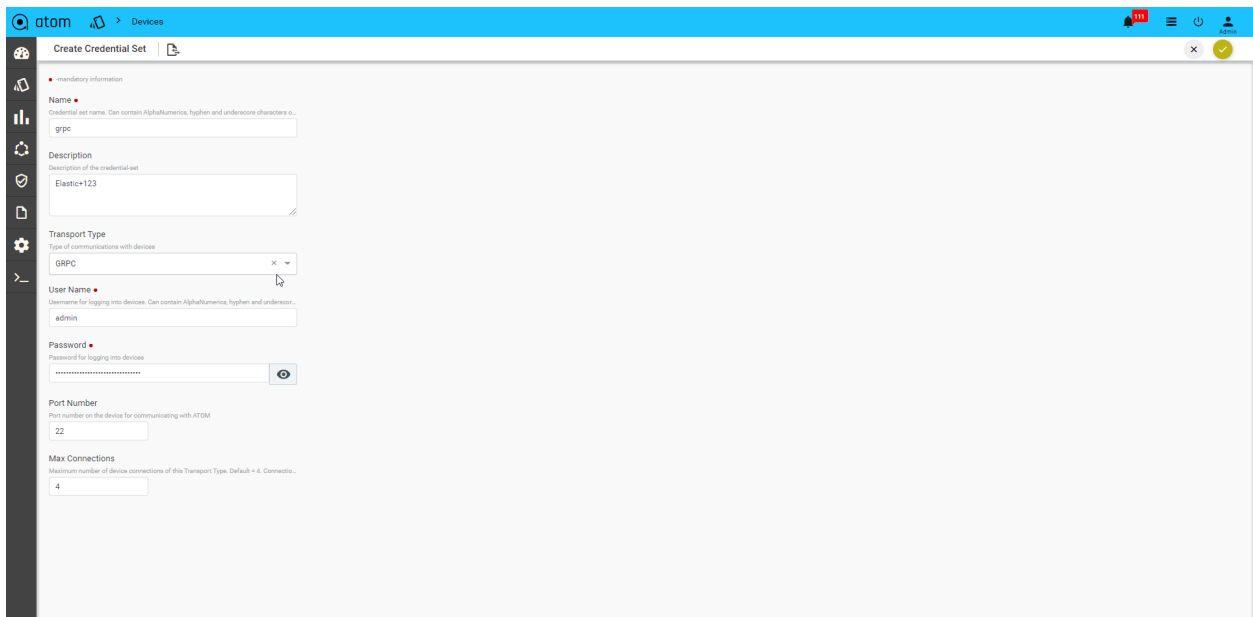 atom > Devices 111
Admin
Create Credential Set
-mandatory information
Name
Credential set name. Can contain AlphaNumerics, hyphen and underscore characters o...
grpc
Description
Description of the credential-set
Elastic+123
Transport Type
Type of communications with devices
GRPC
User Name
Username for logging into devices. Can contain AlphaNumerics, hyphen and underscor...
admin
Password
Password for logging into devices
Port Number
Port number on the device for communicating with ATOM
22
Max Connections
Maximum number of device connections of this Transport Type. Default = 4. Connectio...
4